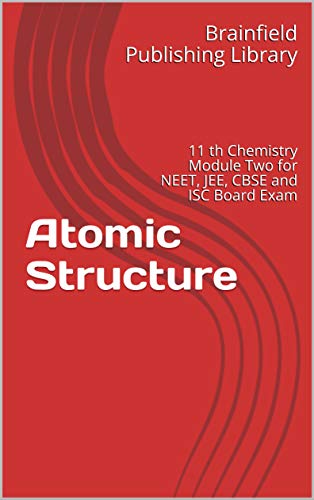 Brainfield
Publishing Library
11 th Chemistry
Module Two for
NEET, JEE, CBSE and
ISC Board Exam
Atomic
Structure